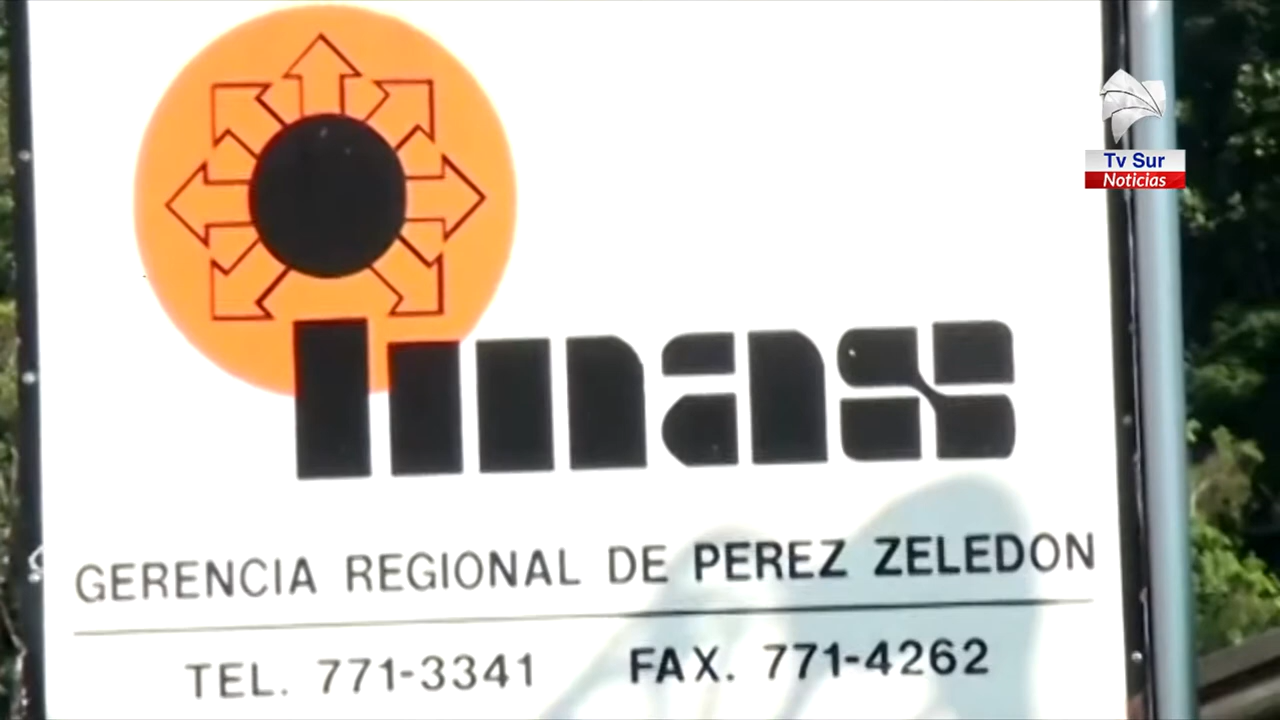 Tv Sur
Noticias
imas
GERENCIA REGIONAL DE PEREZ ZELEDON
TEL. 771-3341 FAX. 771-4262